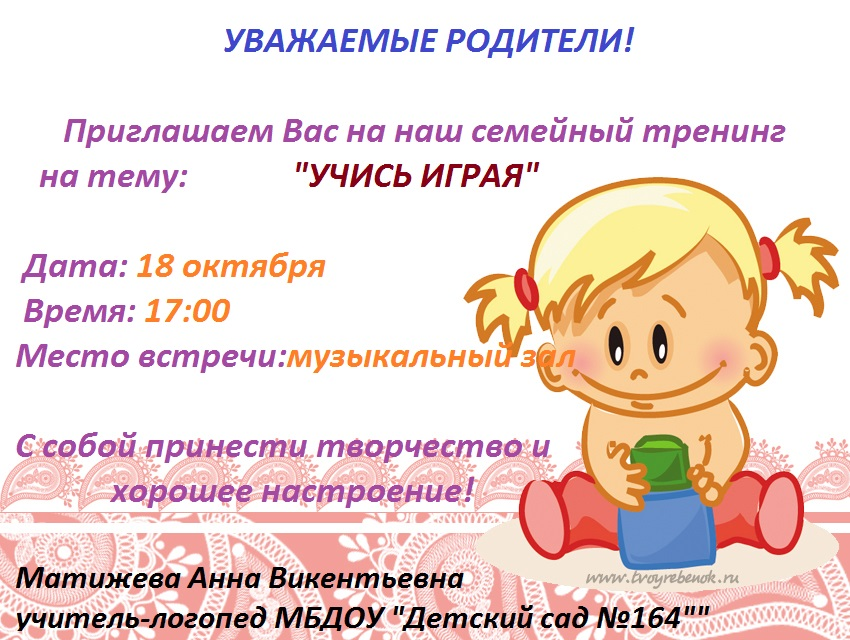 УВАЖАЕМЫЕ РОДИТЕЛИ!
Приглашаем Вас на наш семейный тренинг
на тему: "УЧИСЬ ИГРАЯ"
Дата: 18 октября
Время: 17:00
Место встречи:музыкальный зал
С собой принести творчество и
хорошее настроение!
www.tvoyrebenok.ru
Матижева Анна Викентьевна
учитель-логопед МБДОУ "Детский сад №164""